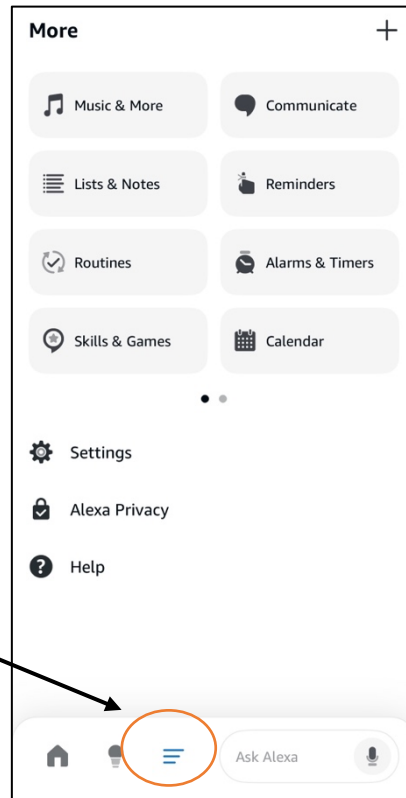 More
Music & More
Communicate
Lists & Notes
Reminders
Routines
Alarms & Timers
Skills & Games
Calendar
Settings
Alexa Privacy
Help
Ask Alexa